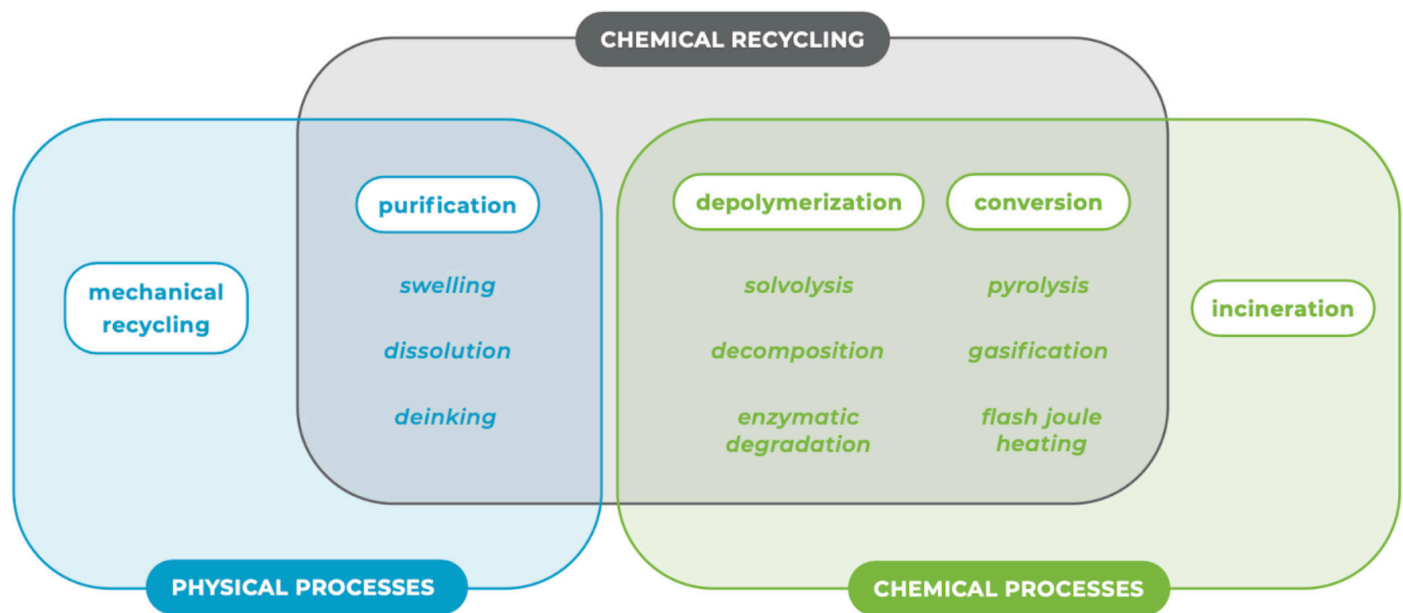 CHEMICAL RECYCLING
purification
depolymerization
conversion
mechanical
recycling
swelling
dissolution
deinking
solvolysis
decomposition
enzymatic
degradation
pyrolysis
gasification
flash joule
heating
incineration
PHYSICAL PROCESSES
CHEMICAL PROCESSES